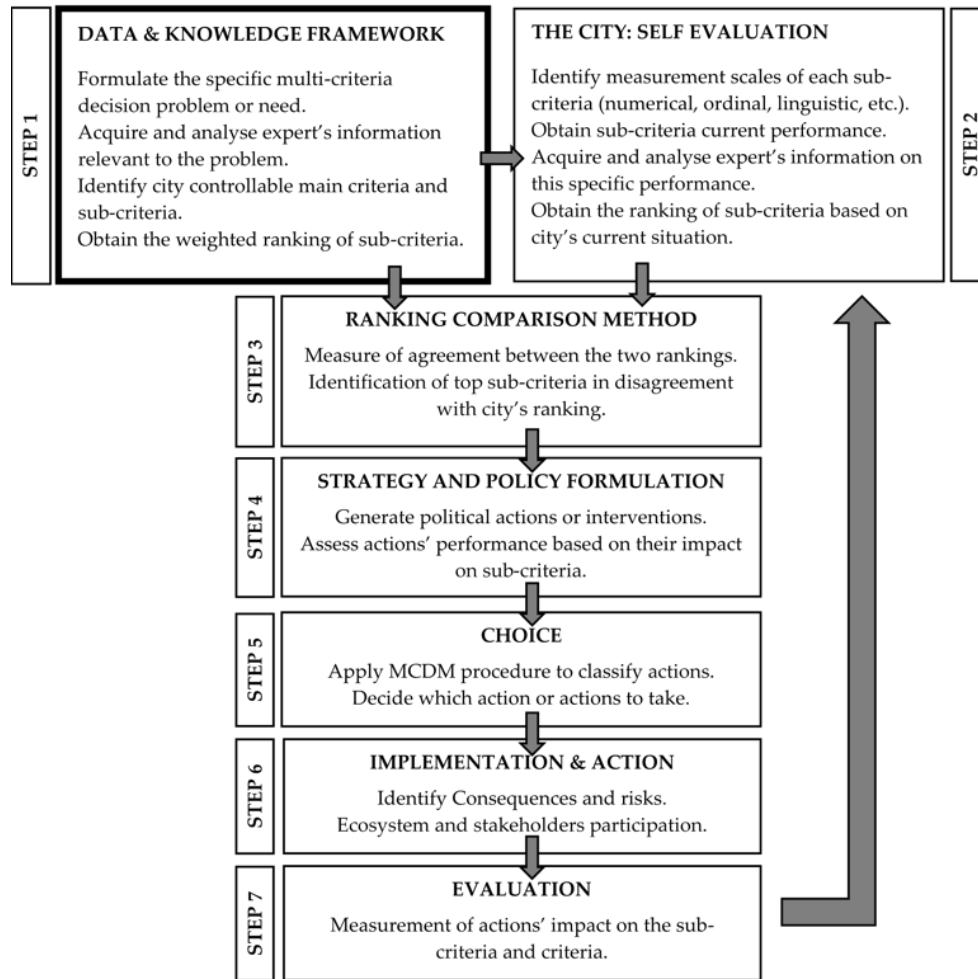 STEP 1
DATA & KNOWLEDGE FRAMEWORK
Formulate the specific multi-criteria
decision problem or need.
Acquire and analyse expert's information
relevant to the problem.
Identify city controllable main criteria and
sub-criteria.
Obtain the weighted ranking of sub-criteria.
THE CITY: SELF EVALUATION
Identify measurement scales of each sub-
criteria (numerical, ordinal, linguistic, etc.).
Obtain sub-criteria current performance.
Acquire and analyse expert's information on
this specific performance.
Obtain the ranking of sub-criteria based on
city's current situation.
STEP 2
STEP 3
RANKING COMPARISON METHOD
Measure of agreement between the two rankings.
Identification of top sub-criteria in disagreement
with city's ranking.
STEP 4
STRATEGY AND POLICY FORMULATION
Generate political actions or interventions.
Assess actions' performance based on their impact
on sub-criteria.
STEP 5
CHOICE
Apply MCDM procedure to classify actions.
Decide which action or actions to take.
STEP 6
IMPLEMENTATION & ACTION
Identify Consequences and risks.
Ecosystem and stakeholders participation.
STEP 7
EVALUATION
Measurement of actions' impact on the sub-
criteria and criteria.